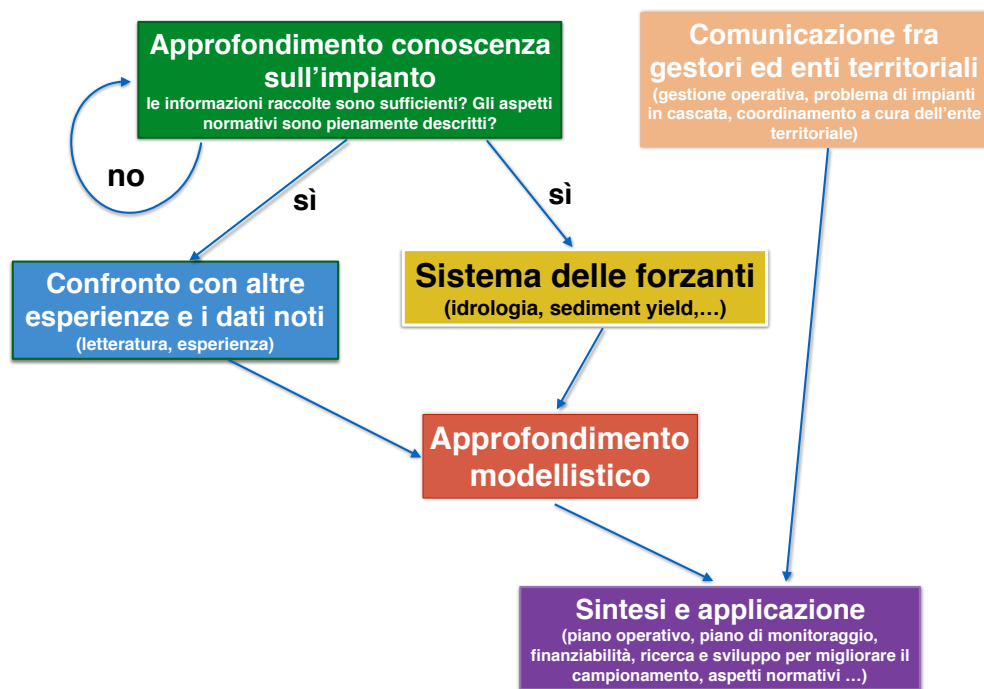 Approfondimento conoscenza
sull'impianto
le informazioni raccolte sono sufficienti? Gli aspetti
normativi sono pienamente descritti?
Comunicazione fra
gestori ed enti territoriali
(gestione operativa, problema di impianti
in cascata, coordinamento a cura dell'ente
territoriale)
no
sì
sì
Confronto con altre
esperienze e i dati noti
(letteratura, esperienza)
Sistema delle forzanti
(idrologia, sediment yield,…)
Approfondimento
modellistico
Sintesi e applicazione
(piano operativo, piano di monitoraggio,
finanziabilità, ricerca e sviluppo per migliorare il
campionamento, aspetti normativi …)